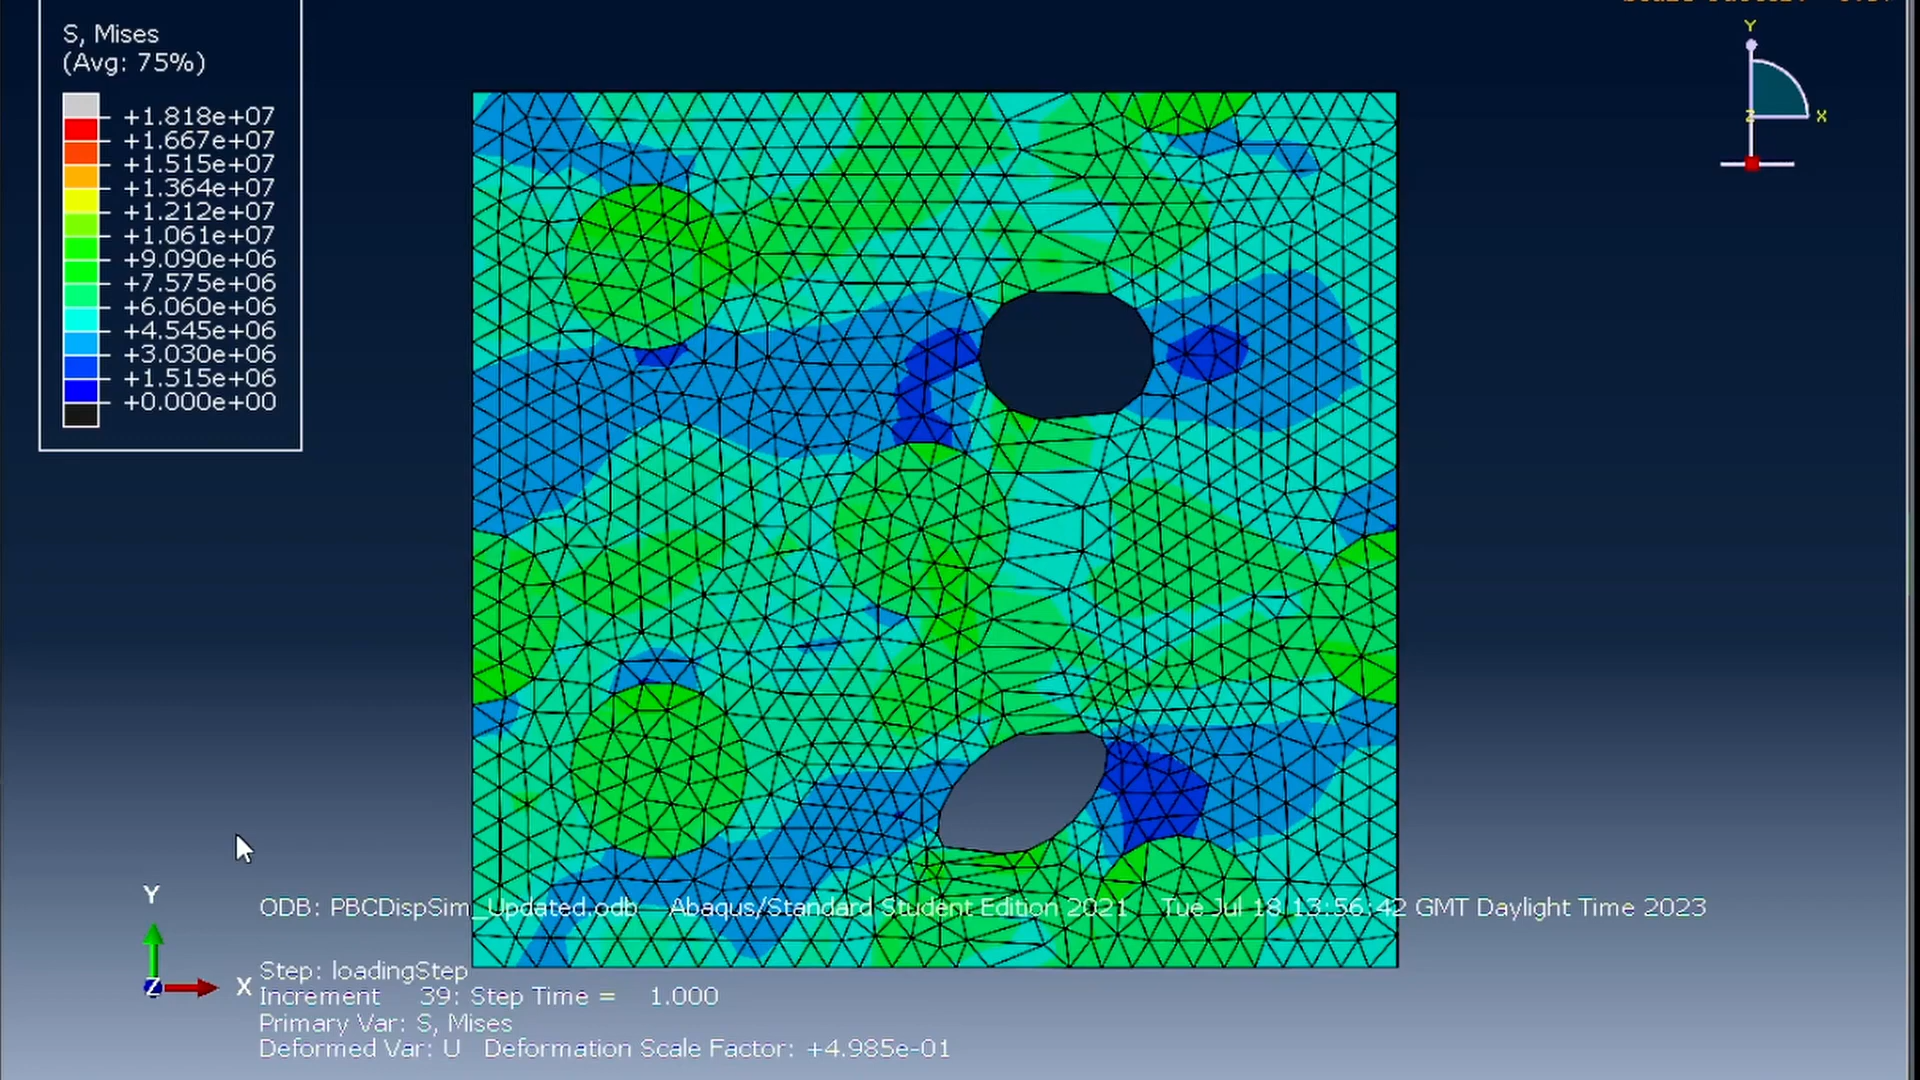 S, Mises
(Avg: 75%)
+1.818e+07
+1.667e+07
+1.515e+07
+1.364e+07
+1.212e+07
+1.061e+07
+9.090e+06
+7.575e+06
+6.060e+06
+4.545e+06
+3.030e+06
+1.515e+06
+0.000e+00
Y
Z X
ODB: PBCDispSim_Updated.odb Abaqus/Standard Student Edition 2021 Tue Jul 18 13:56:42 GMT Daylight Time 2023
Y
Z X
Step: loadingStep
Increment 39: Step Time = 1.000
Primary Var: S, Mises
Deformed Var: U Deformation Scale Factor: +4.985e-01